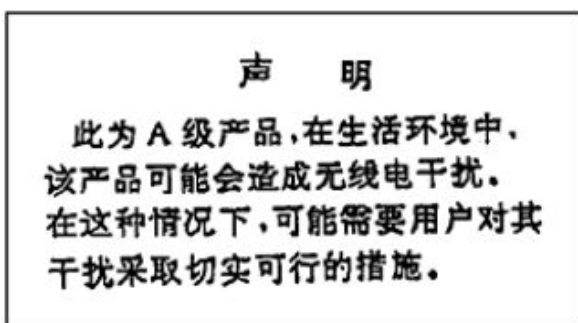 声 明
此为 A 级产品,在生活环境中,
该产品可能会造成无线电干扰。
在这种情况下,可能需要用户对其
干扰采取切实可行的措施。